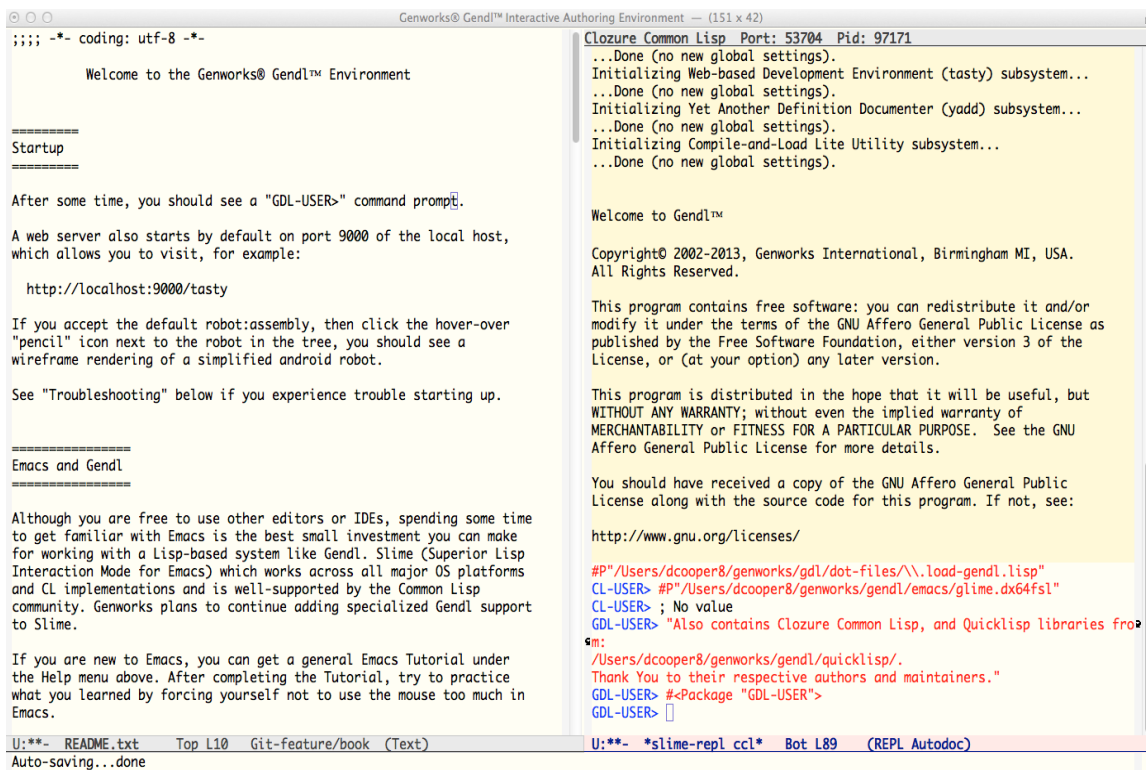 Genworks® Gendl™ Interactive Authoring Environment — (151 x 42)
;;;; -*- coding: utf-8 -*-
Welcome to the Genworks® Gendl™ Environment
=========
Startup
=========
After some time, you should see a "GDL-USER>" command prompt.
A web server also starts by default on port 9000 of the local host,
which allows you to visit, for example:
http://localhost:9000/tasty
If you accept the default robot:assembly, then click the hover-over
"pencil" icon next to the robot in the tree, you should see a
wireframe rendering of a simplified android robot.
See "Troubleshooting" below if you experience trouble starting up.
================
Emacs and Gendl
================
Although you are free to use other editors or IDEs, spending some time
to get familiar with Emacs is the best small investment you can make
for working with a Lisp-based system like Gendl. Slime (Superior Lisp
Interaction Mode for Emacs) which works across all major OS platforms
and CL implementations and is well-supported by the Common Lisp
community. Genworks plans to continue adding specialized Gendl support
to Slime.
If you are new to Emacs, you can get a general Emacs Tutorial under
the Help menu above. After completing the Tutorial, try to practice
what you learned by forcing yourself not to use the mouse too much in
Emacs.
U:**-  README.txt     Top L10   Git-feature/book  (Text)
Auto-saving...done
Clozure Common Lisp  Port: 53704  Pid: 97171
...Done (no new global settings).
Initializing Web-based Development Environment (tasty) subsystem...
...Done (no new global settings).
Initializing Yet Another Definition Documenter (yadd) subsystem...
...Done (no new global settings).
Initializing Compile-and-Load Lite Utility subsystem...
...Done (no new global settings).
Welcome to Gendl™
Copyright© 2002-2013, Genworks International, Birmingham MI, USA.
All Rights Reserved.
This program contains free software: you can redistribute it and/or
modify it under the terms of the GNU Affero General Public License as
published by the Free Software Foundation, either version 3 of the
License, or (at your option) any later version.
This program is distributed in the hope that it will be useful, but
WITHOUT ANY WARRANTY; without even the implied warranty of
MERCHANTABILITY or FITNESS FOR A PARTICULAR PURPOSE.  See the GNU
Affero General Public License for more details.
You should have received a copy of the GNU Affero General Public
License along with the source code for this program. If not, see:
http://www.gnu.org/licenses/
#P"/Users/dcooper8/genworks/gdl/dot-files/\\.load-gendl.lisp"
CL-USER> #P"/Users/dcooper8/genworks/gendl/emacs/glime.dx64fsl"
CL-USER> ; No value
GDL-USER> "Also contains Clozure Common Lisp, and Quicklisp libraries fro
m:
/Users/dcooper8/genworks/gendl/quicklisp/.
Thank You to their respective authors and maintainers."
GDL-USER> #<Package "GDL-USER">
GDL-USER>
U:**-  *slime-repl ccl*   Bot L89    (REPL Autodoc)